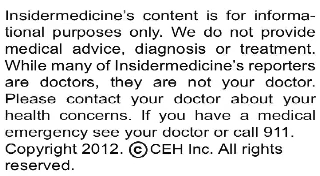 Insidermedicine's content is for informa-
tional purposes only. We do not provide
medical advice, diagnosis or treatment.
While many of Insidermedicine's reporters
are doctors, they are not your doctor.
Please contact your doctor about your
health concerns. If you have a medical
emergency see your doctor or call 911.
Copyright 2012. ©CEH Inc. All rights
reserved.